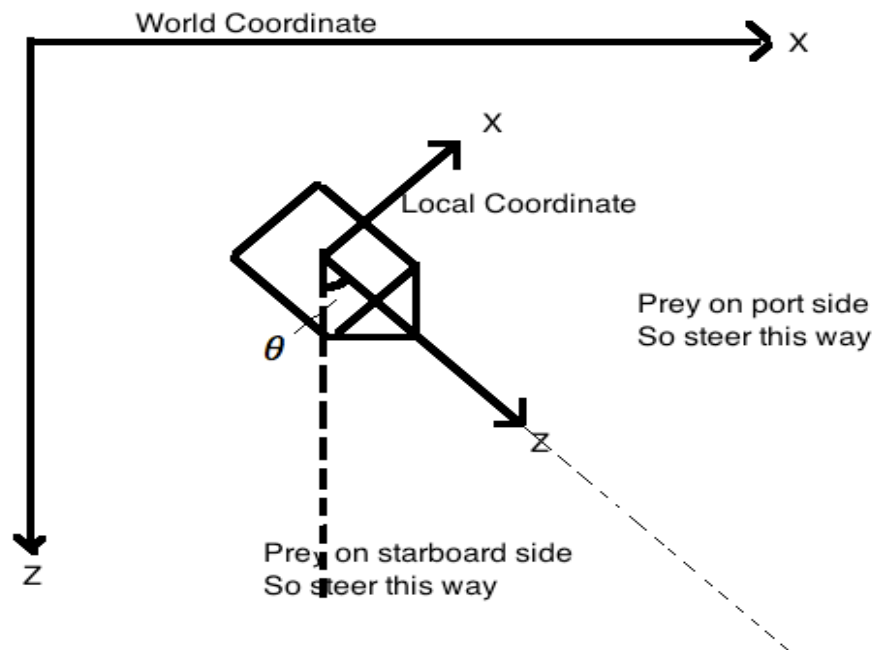 World Coordinate
X
X
Local Coordinate
Prey on port side
So steer this way
θ
Z
Prey on starboard side
So steer this way
Z